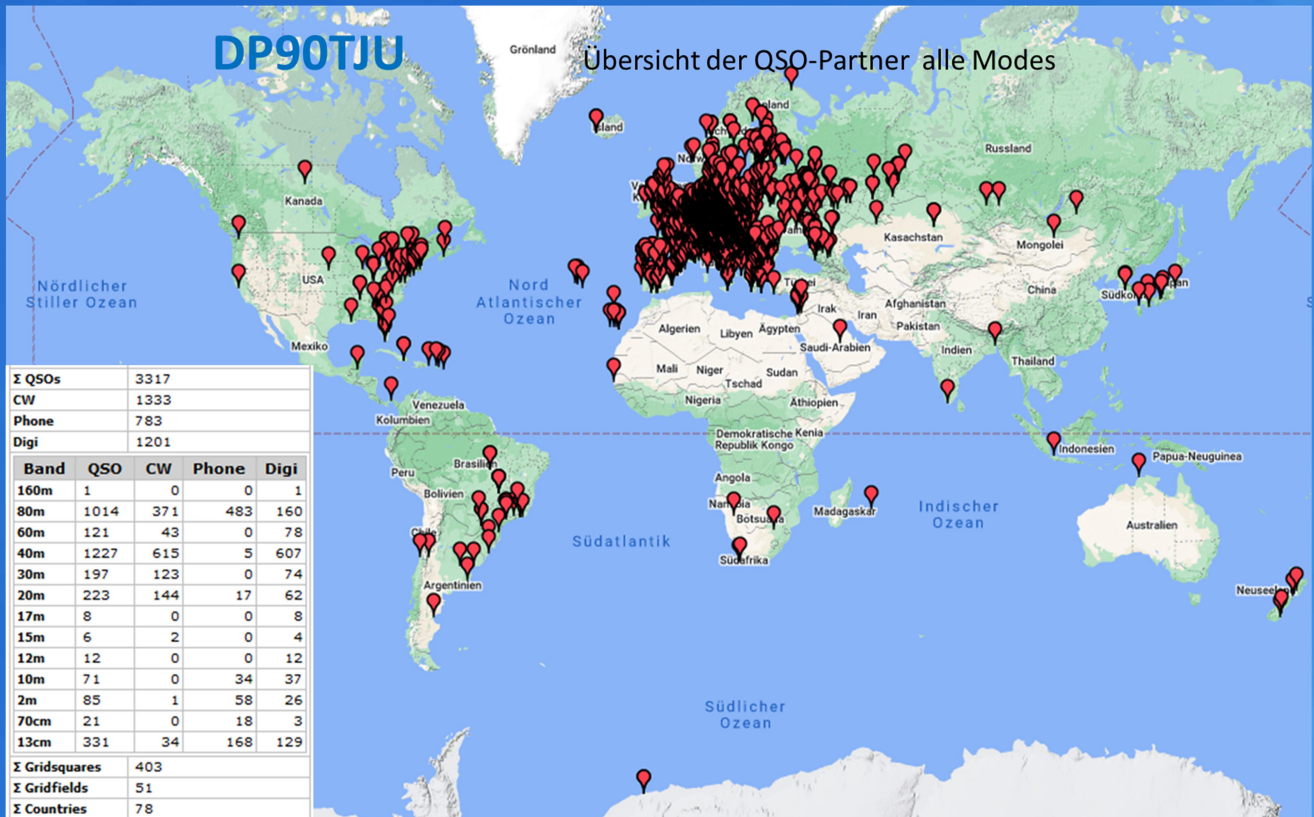 DP90TJU
Übersicht der QSO-Partner alle Modes
Grönland
Island
Russland
Kanada
Kasachstan
Mongolei
USA
Nördlicher
Stiller Ozean
Nord
Atlantischer
Ozean
China
Afghanistan
Irak
Iran
Pakistan
Algerien
Libyen
Ägypten
Saudi-Arabien
Indien
Thailand
Mexiko
Mali
Niger
Sudan
Tschad
Nigeria
Äthiopien
Venezuela
Kolumbien
Demokratische
Republik Kongo
Kenia
Indonesien
Papua-Neuguinea
Peru
Brasilien
Bolivien
Angola
Namibia
Botsuana
Madagaskar
Indischer
Ozean
Australien
Südatlantik
Chile
Südafrika
Argentinien
Neuseeland
Südlicher
Ozean
Σ QSOs 3317
CW 1333
Phone 783
Digi 1201
Band QSO CW Phone Digi
160m 1 0 0 1
80m 1014 371 483 160
60m 121 43 0 78
40m 1227 615 5 607
30m 197 123 0 74
20m 223 144 17 62
17m 8 0 0 8
15m 6 2 0 4
12m 12 0 0 12
10m 71 0 34 37
2m 85 1 58 26
70cm 21 0 18 3
13cm 331 34 168 129
Σ Gridsquares 403
Σ Gridfields 51
Σ Countries 78